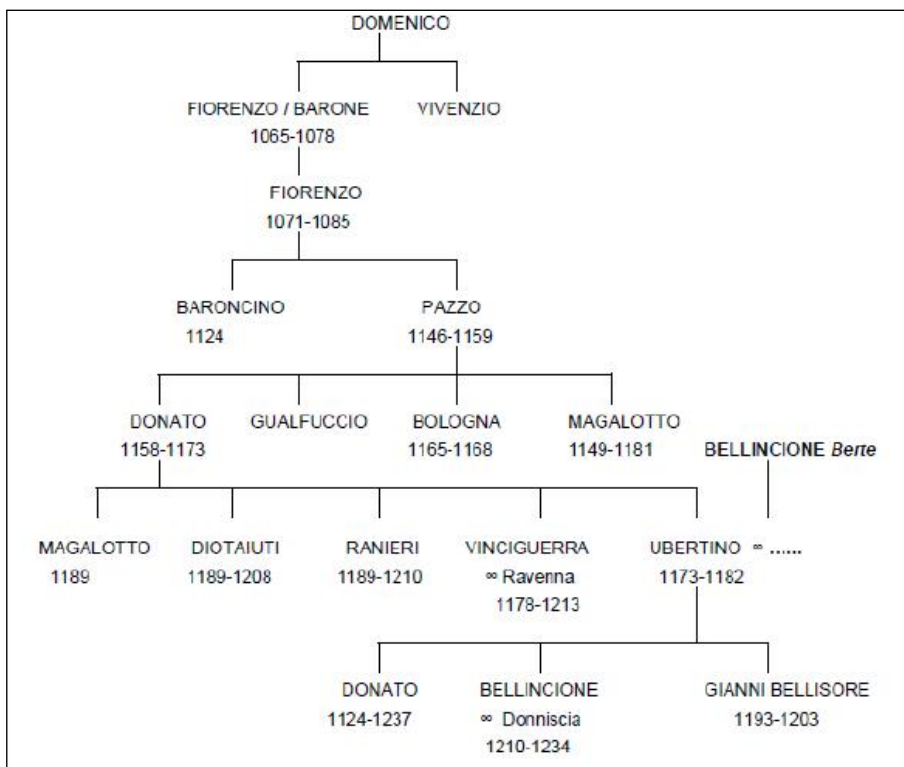 DOMENICO
FIORENZO / BARONE VIVENZIO
1065-1078
FIORENZO
1071-1085
BARONCINO PAZZO
1124 1146-1159
DONATO GUALFUCCIO BOLOGNA MAGALOTTO
1158-1173 1165-1168 1149-1181 BELLINCIONE Berte
MAGALOTTO DIOTAIUTI RANIERI VINCIGUERRA UBERTINO ∞ ......
1189 1189-1208 1189-1210 ∞ Ravenna 1173-1182
1178-1213
DONATO BELLINCIONE GIANNI BELLISORE
1124-1237 ∞ Donniscia 1193-1203
1210-1234